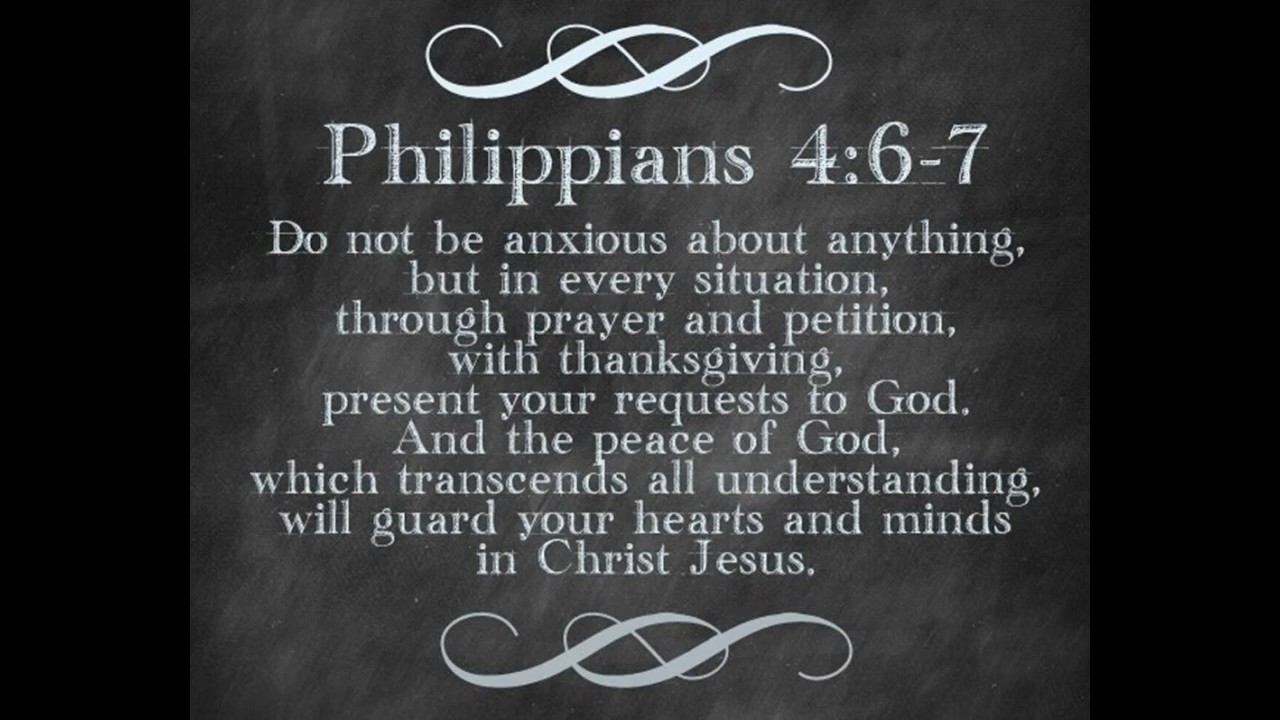 Philippians 4:6-7
Do not be anxious about anything,
but in every situation,
through prayer and petition,
with thanksgiving,
present your requests to God.
And the peace of God,
which transcends all understanding,
will guard your hearts and minds
in Christ Jesus.